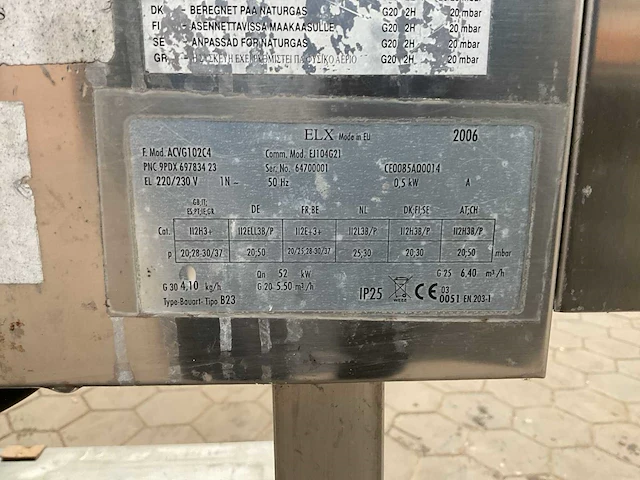 DK BEREGNET PAA NATURGAS G20 2H 20 mbar
FI - ASENNETTAVISSA MAAKAASULLE G20 2H 20 mbar
SE - ANPASSAD FOR NATURGAS G20 2H 20 mbar
GR G20 2H 20 mbar
ELX Made in EU 2006
F. Mod. ACVG102C4 Comm. Mod. EJ104G21
PNC 9PDX 697834 23 Ser. No. 64700001 CE0085AO0014
EL 220/230 V 1N~ 50 Hz 0,5 kW A
GB;IT; ES;PT;IE;GR DE FR;BE NL DK;FI;SE AT;CH
Cat. II2H3+ II2ELL3B/P II2E+3+ II2L3B/P II2H3B/P II2H3B/P
p 20;28-30/37 20;50 20/25;28-30/37 25;30 20;30 20;50 mbar
Qn 52 kW G 25 6,40 m³/h
G 30 4,10 kg/h G 20 5,50 m³/h
Type-Bauart-Tipo B23 IP25 CE 03 0051 EN 203-1